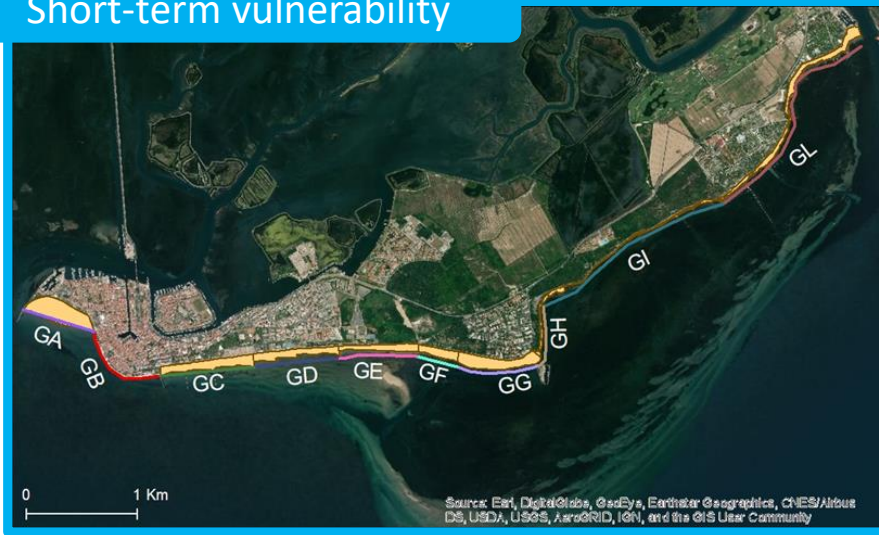 Short-term vulnerability
GA
GB
GC
GD
GE
GF
GG
GH
GI
GL
0 1 Km
Source: Esri, DigitalGlobe, GeoEye, Earthstar Geographics, CNES/Airbus
DS, USDA, USGS, AeroGRID, IGN, and the GIS User Community